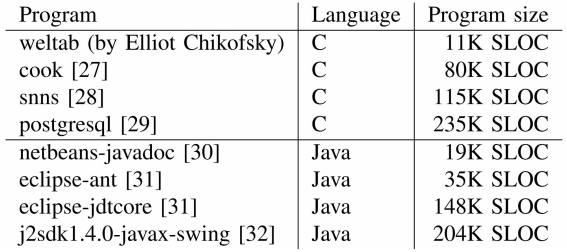 Program Language Program size
weltab (by Elliot Chikofsky) C 11K SLOC
cook [27] C 80K SLOC
snns [28] C 115K SLOC
postgresql [29] C 235K SLOC
netbeans-javadoc [30] Java 19K SLOC
eclipse-ant [31] Java 35K SLOC
eclipse-jdtcore [31] Java 148K SLOC
j2sdk1.4.0-javax-swing [32] Java 204K SLOC